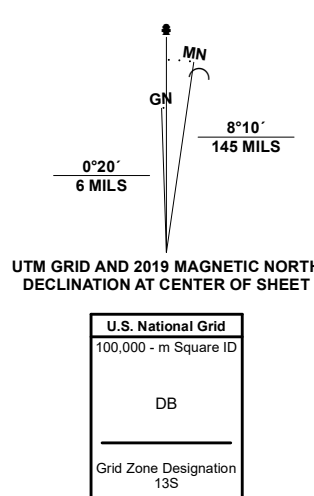 MN
GN
8°10´
145 MILS
0°20´
6 MILS
UTM GRID AND 2019 MAGNETIC NORTH
DECLINATION AT CENTER OF SHEET
U.S. National Grid
100,000 - m Square ID
DB
Grid Zone Designation
13S